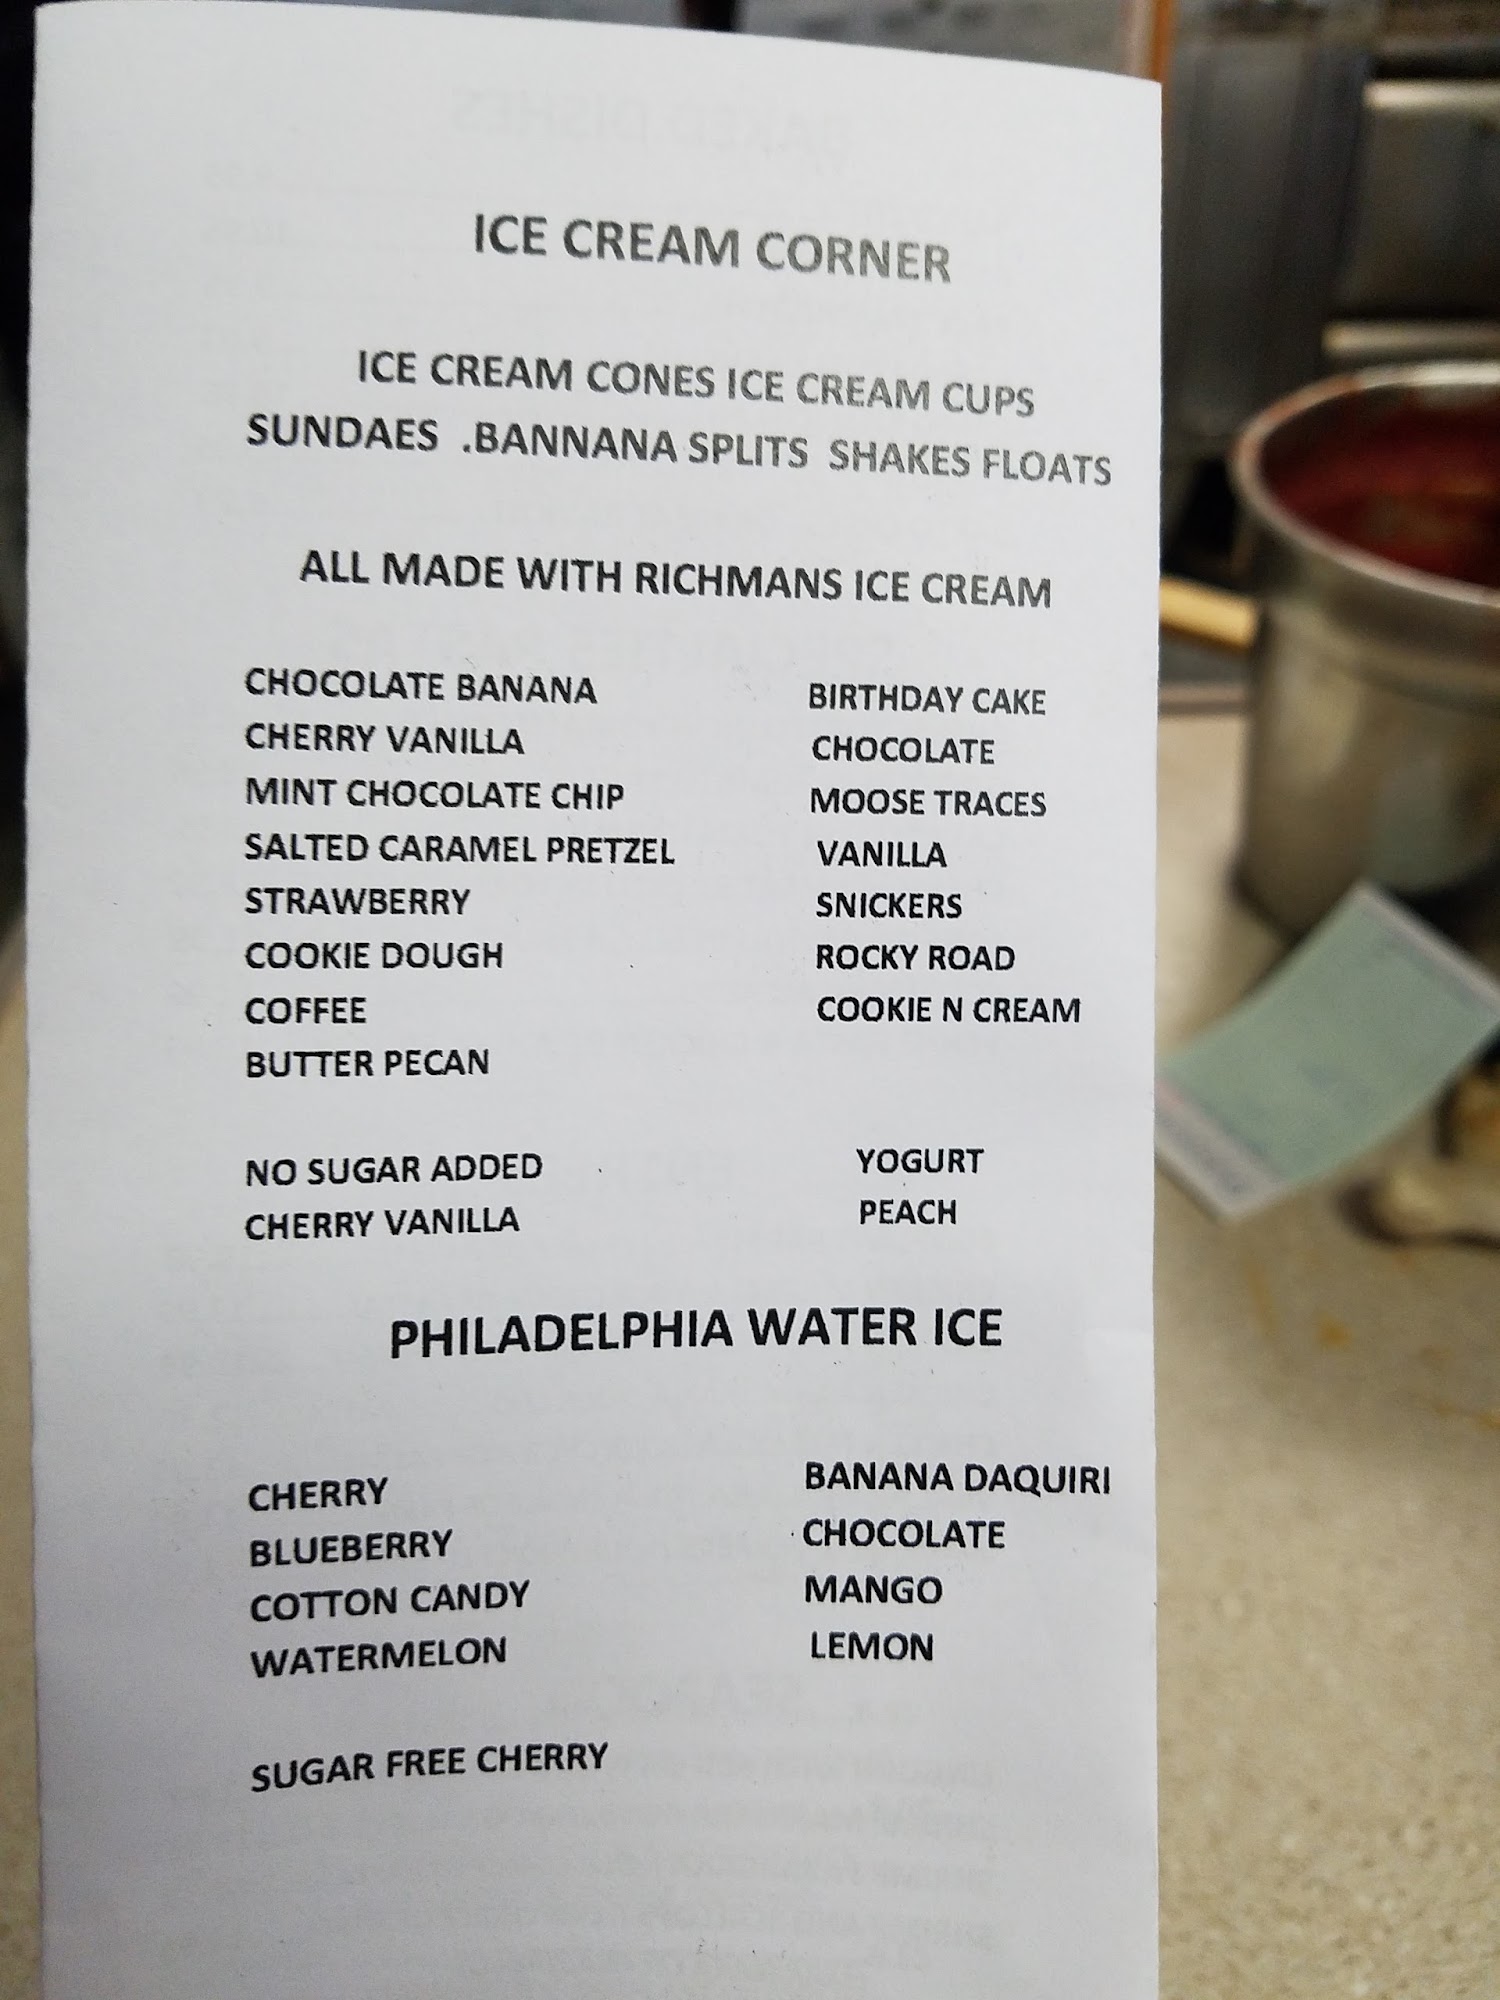 ICE CREAM CORNER
ICE CREAM CONES ICE CREAM CUPS
SUNDAES .BANNANA SPLITS SHAKES FLOATS
ALL MADE WITH RICHMANS ICE CREAM
CHOCOLATE BANANA BIRTHDAY CAKE
CHERRY VANILLA CHOCOLATE
MINT CHOCOLATE CHIP MOOSE TRACES
SALTED CARAMEL PRETZEL VANILLA
STRAWBERRY SNICKERS
COOKIE DOUGH ROCKY ROAD
COFFEE COOKIE N CREAM
BUTTER PECAN
NO SUGAR ADDED YOGURT
CHERRY VANILLA PEACH
PHILADELPHIA WATER ICE
CHERRY BANANA DAQUIRI
BLUEBERRY CHOCOLATE
COTTON CANDY MANGO
WATERMELON LEMON
SUGAR FREE CHERRY